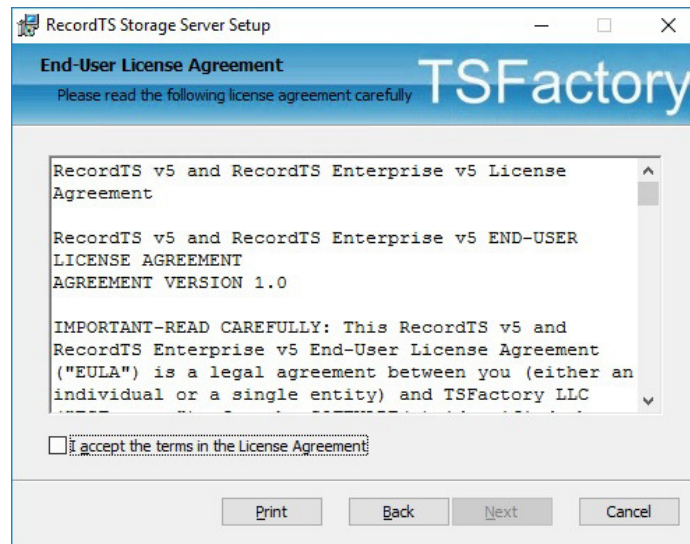 RecordTS Storage Server Setup
End-User License Agreement
Please read the following license agreement carefully
TSFactory
RecordTS v5 and RecordTS Enterprise v5 License
Agreement
RecordTS v5 and RecordTS Enterprise v5 END-USER
LICENSE AGREEMENT
AGREEMENT VERSION 1.0
IMPORTANT-READ CAREFULLY: This RecordTS v5 and
RecordTS Enterprise v5 End-User License Agreement
("EULA") is a legal agreement between you (either an
individual or a single entity) and TSFactory LLC
I accept the terms in the License Agreement
Print
Back
Next
Cancel